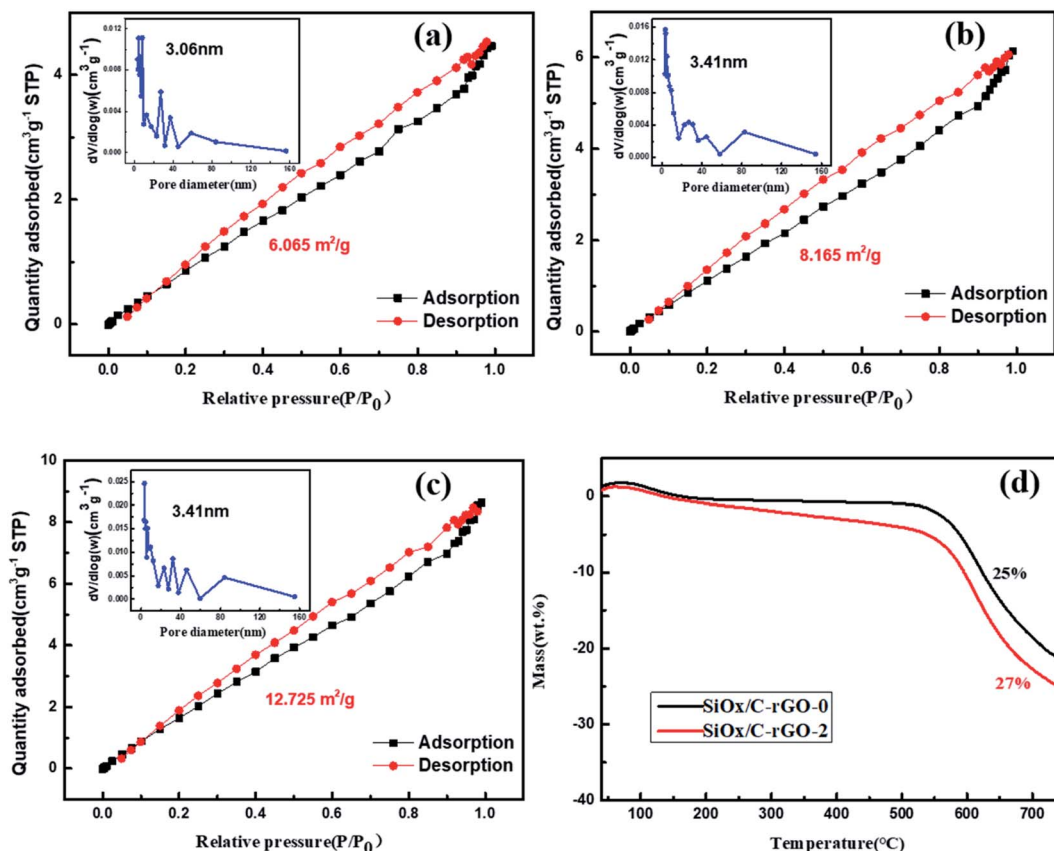 (a)
3.06nm
0.012
0.009
0.006
0.003
0.000
dV/dlog(w)(cm3g-1)
0 40 80 120 160
Pore diameter(nm)
4
2
0
Quantity adsorbed(cm3g-1 STP)
6.065 m2/g
Adsorption
Desorption
0.0 0.2 0.4 0.6 0.8 1.0
Relative pressure(P/P0)
(b)
3.41nm
0.016
0.012
0.008
0.004
0.000
dV/dlog(w)(cm3g-1)
0 40 80 120 160
Pore diameter(nm)
6
4
2
0
Quantity adsorbed(cm3g-1 STP)
8.165 m2/g
Adsorption
Desorption
0.0 0.2 0.4 0.6 0.8 1.0
Relative pressure(P/P0)
(c)
3.41nm
0.025
0.020
0.015
0.010
0.005
0.000
dV/dlog(w)(cm3g-1)
0 40 80 120 160
Pore diameter(nm)
10
8
6
4
2
0
Quantity adsorbed(cm3g-1 STP)
12.725 m2/g
Adsorption
Desorption
0.0 0.2 0.4 0.6 0.8 1.0
Relative pressure(P/P0)
(d)
0
-10
-20
-30
-40
Mass(wt.%)
25%
27%
SiOx/C-rGO-0
SiOx/C-rGO-2
100 200 300 400 500 600 700
Temperature(°C)